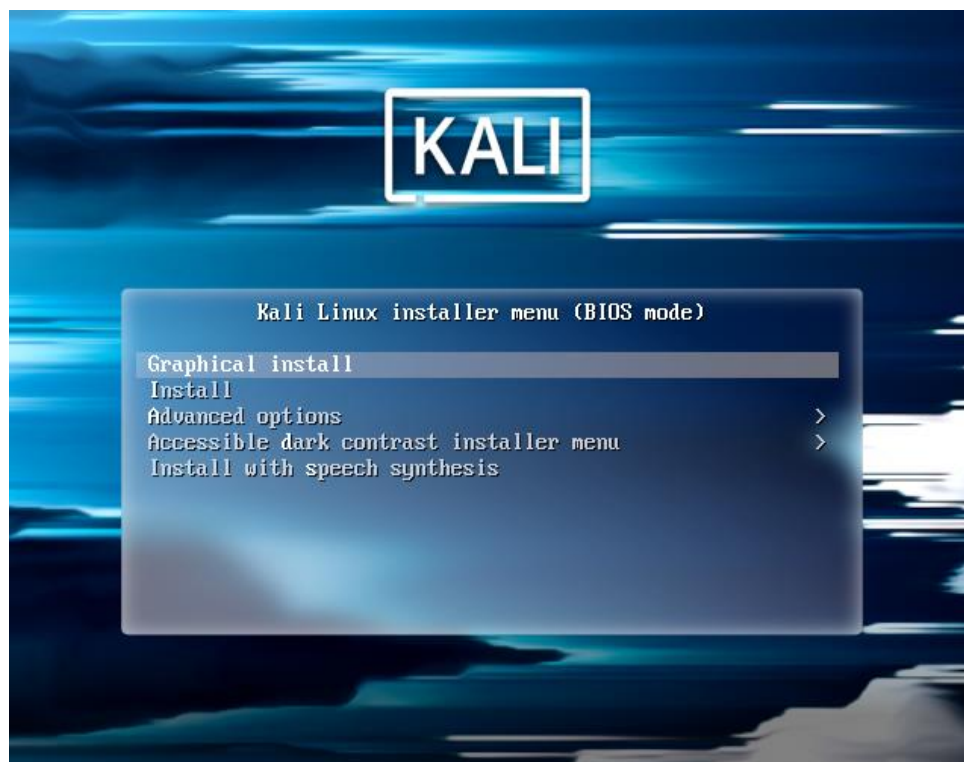 KALI
Kali Linux installer menu (BIOS mode)
Graphical install
Install
Advanced options >
Accessible dark contrast installer menu >
Install with speech synthesis